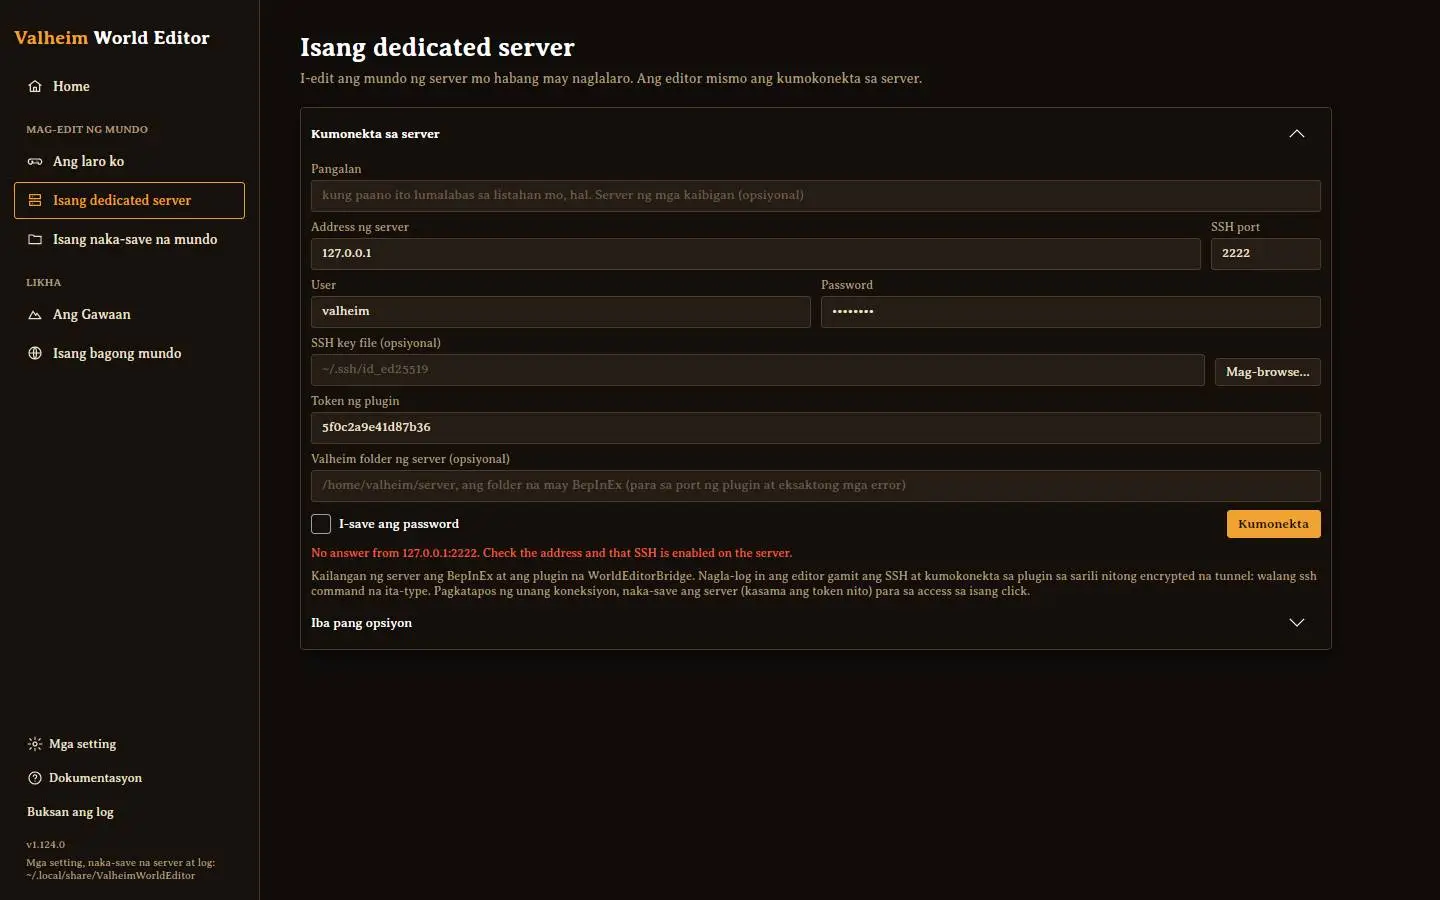 Valheim World Editor
Home
MAG-EDIT NG MUNDO
Ang laro ko
Isang dedicated server
Isang naka-save na mundo
LIKHA
Ang Gawaan
Isang bagong mundo
Mga setting
Dokumentasyon
Buksan ang log
v1.124.0
Mga setting, naka-save na server at log:
~/.local/share/ValheimWorldEditor
Isang dedicated server
I-edit ang mundo ng server mo habang may naglalaro. Ang editor mismo ang kumokonekta sa server.
Kumonekta sa server
Pangalan
kung paano ito lumalabas sa listahan mo, hal. Server ng mga kaibigan (opsiyonal)
Address ng server
SSH port
127.0.0.1
2222
User
Password
valheim
••••••••
SSH key file (opsiyonal)
~/.ssh/id_ed25519
Mag-browse...
Token ng plugin
5f0c2a9e41d87b36
Valheim folder ng server (opsiyonal)
/home/valheim/server, ang folder na may BepInEx (para sa port ng plugin at eksaktong mga error)
I-save ang password
Kumonekta
No answer from 127.0.0.1:2222. Check the address and that SSH is enabled on the server.
Kailangan ng server ang BepInEx at ang plugin na WorldEditorBridge. Nagla-log in ang editor gamit ang SSH at kumokonekta sa plugin sa sarili nitong encrypted na tunnel: walang ssh
command na ita-type. Pagkatapos ng unang koneksiyon, naka-save ang server (kasama ang token nito) para sa access sa isang click.
Iba pang opsiyon